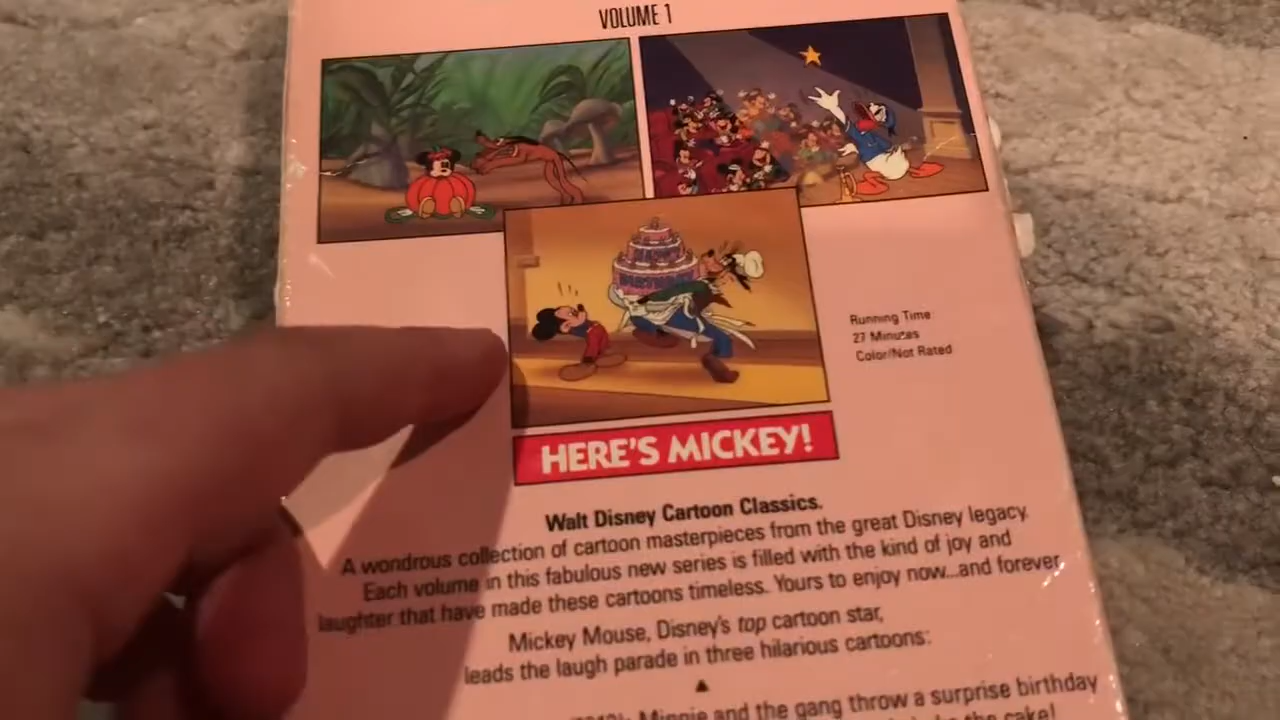 VOLUME 1
Running Time
27 Minutes
Color/Not Rated
HERE'S MICKEY!
Walt Disney Cartoon Classics.
A wondrous collection of cartoon masterpieces from the great Disney legacy.
Each volume in this fabulous new series is filled with the kind of joy and
laughter that have made these cartoons timeless. Yours to enjoy now...and forever
Mickey Mouse, Disney's top cartoon star,
leads the laugh parade in three hilarious cartoons:
Minnie and the gang throw a surprise birthday
the cake!